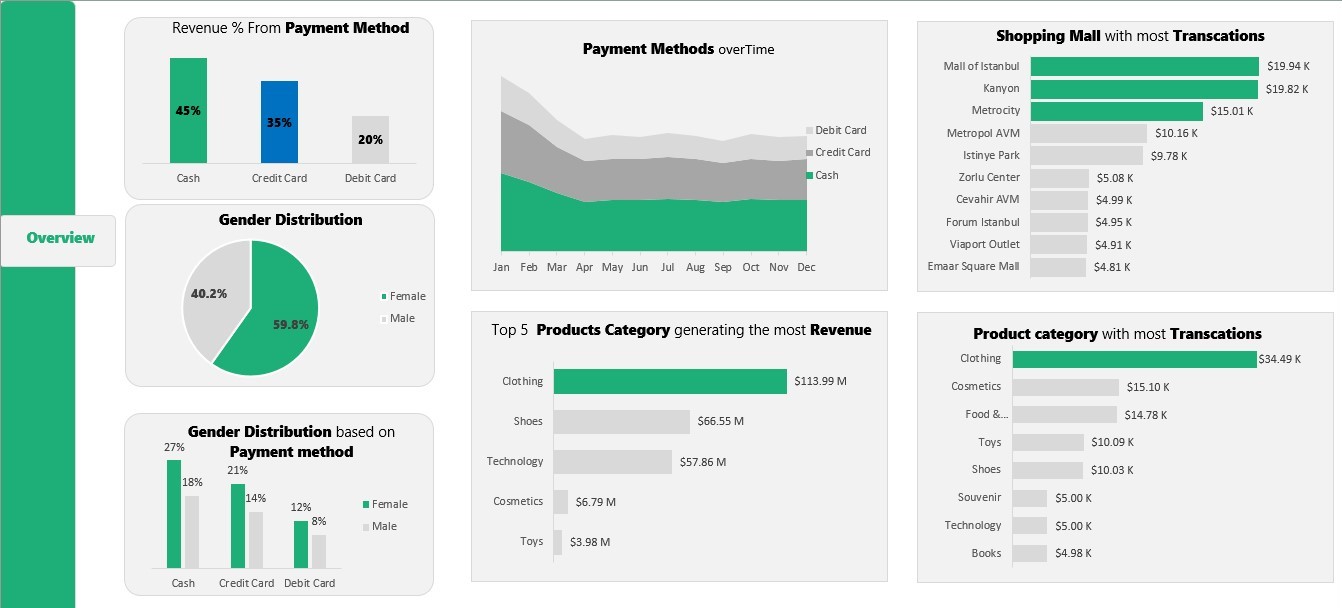 Overview
Revenue % From Payment Method
45%
35%
20%
Cash Credit Card Debit Card
Gender Distribution
40.2%
59.8%
Female
Male
Gender Distribution based on
Payment method
27%
18%
21%
14%
12%
8%
Female
Male
Cash Credit Card Debit Card
Payment Methods overTime
Debit Card
Credit Card
Cash
Jan Feb Mar Apr May Jun Jul Aug Sep Oct Nov Dec
Top 5 Products Category generating the most Revenue
Clothing $113.99 M
Shoes $66.55 M
Technology $57.86 M
Cosmetics $6.79 M
Toys $3.98 M
Shopping Mall with most Transcations
Mall of Istanbul $19.94 K
Kanyon $19.82 K
Metrocity $15.01 K
Metropol AVM $10.16 K
Istinye Park $9.78 K
Zorlu Center $5.08 K
Cevahir AVM $4.99 K
Forum Istanbul $4.95 K
Viaport Outlet $4.91 K
Emaar Square Mall $4.81 K
Product category with most Transcations
Clothing $34.49 K
Cosmetics $15.10 K
Food &... $14.78 K
Toys $10.09 K
Shoes $10.03 K
Souvenir $5.00 K
Technology $5.00 K
Books $4.98 K